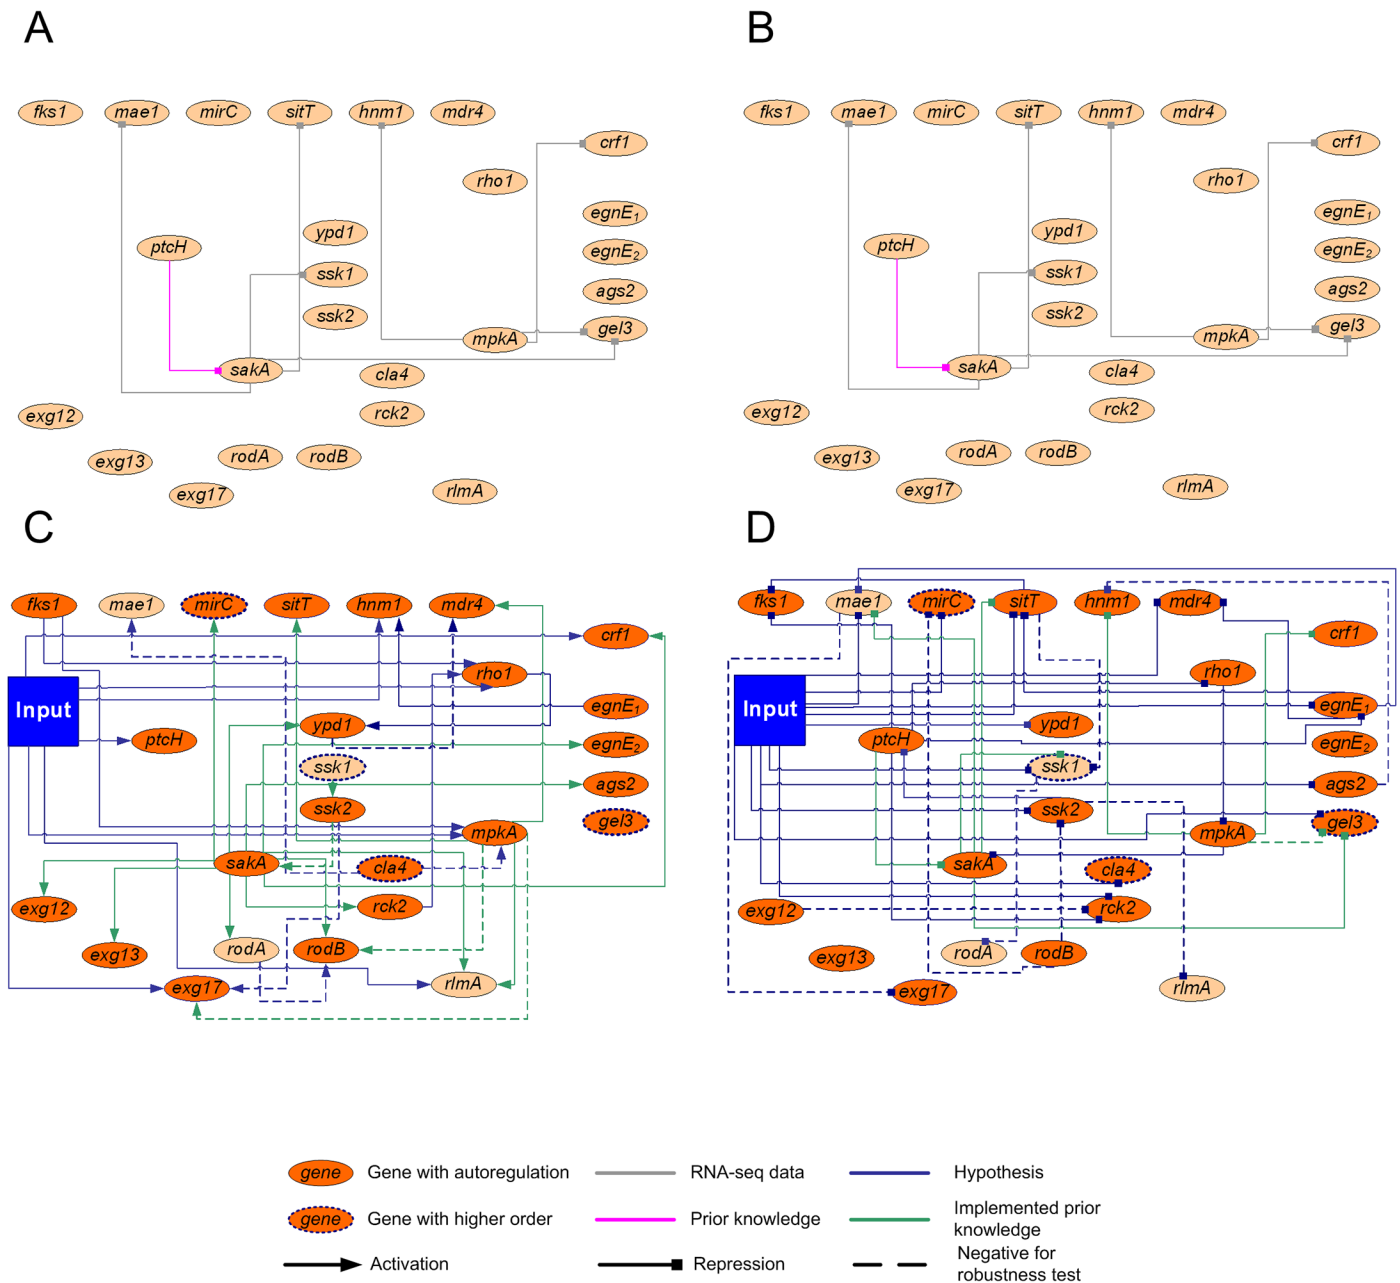 A B
fks1 mae1 mirC sitT hnm1 mdr4 fks1 mae1 mirC sitT hnm1 mdr4
crf1 crf1
rho1 rho1
egnE1 egnE1
ypd1 ypd1
ptcH egnE2 ptcH egnE2
ssk1 ssk1
ags2 ags2
ssk2 ssk2
gel3 gel3
mpkA mpkA
sakA sakA
cla4 cla4
exg12 rck2 exg12 rck2
exg13 rodA rodB exg13 rodA rodB
exg17 rlmA exg17 rlmA
C D
fks1 mae1 mirC sitT hnm1 mdr4 fks1 mae1 mirC sitT hnm1 mdr4
crf1 crf1
rho1 rho1
Input egnE1 Input egnE1
ypd1 ypd1
ptcH egnE2 ptcH egnE2
ssk1 ssk1
ags2 ags2
ssk2 ssk2
gel3 gel3
mpkA mpkA
sakA cla4 sakA cla4
exg12 rck2 exg12 rck2
exg13 rodA rodB exg13 rodA rodB
exg17 rlmA exg17 rlmA
gene Gene with autoregulation RNA-seq data Hypothesis
gene Gene with higher order Prior knowledge Implemented prior
knowledge
Activation Repression Negative for
robustness test